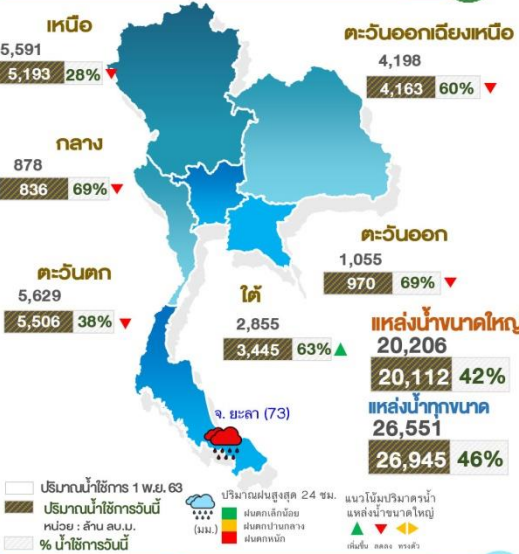 เหนือ
5,591
5,193 28%
ตะวันออกเฉียงเหนือ
4,198
4,163 60%
กลาง
878
836 69%
ตะวันออก
1,055
970 69%
ตะวันตก
5,629
5,506 38%
ใต้
2,855
3,445 63%
แหล่งน้ำขนาดใหญ่
20,206
20,112 42%
แหล่งน้ำทุกขนาด
26,551
26,945 46%
จ. ยะลา (73)
ปริมาณน้ำใช้การ 1 พ.ย. 63
ปริมาณน้ำใช้การวันนี้
หน่วย : ล้าน ลบ.ม.
% น้ำใช้การวันนี้
ปริมาณฝนสูงสุด 24 ชม.
(มม.)
ฝนตกเล็กน้อย
ฝนตกปานกลาง
ฝนตกหนัก
แนวโน้มปริมาตรน้ำ
แหล่งน้ำขนาดใหญ่
เพิ่มขึ้น ลดลง ทรงตัว